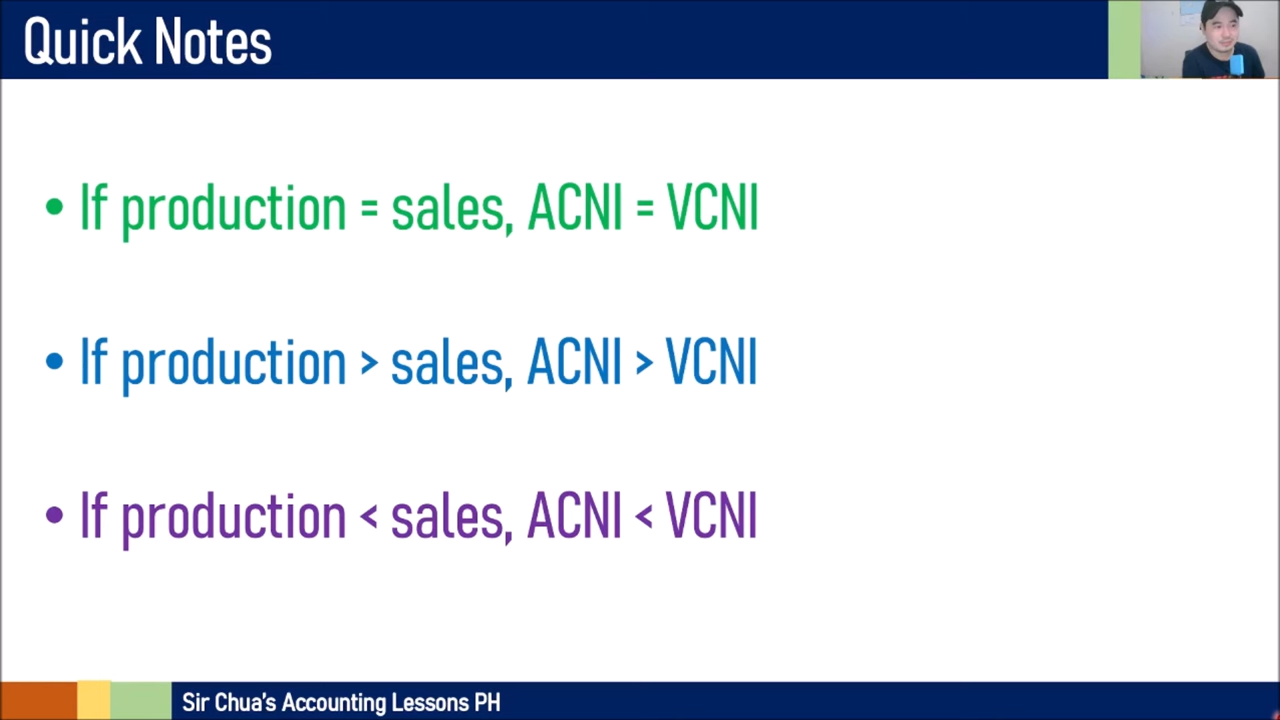 Quick Notes
• If production = sales, ACNI = VCNI
• If production > sales, ACNI > VCNI
• If production < sales, ACNI < VCNI
Sir Chua's Accounting Lessons PH